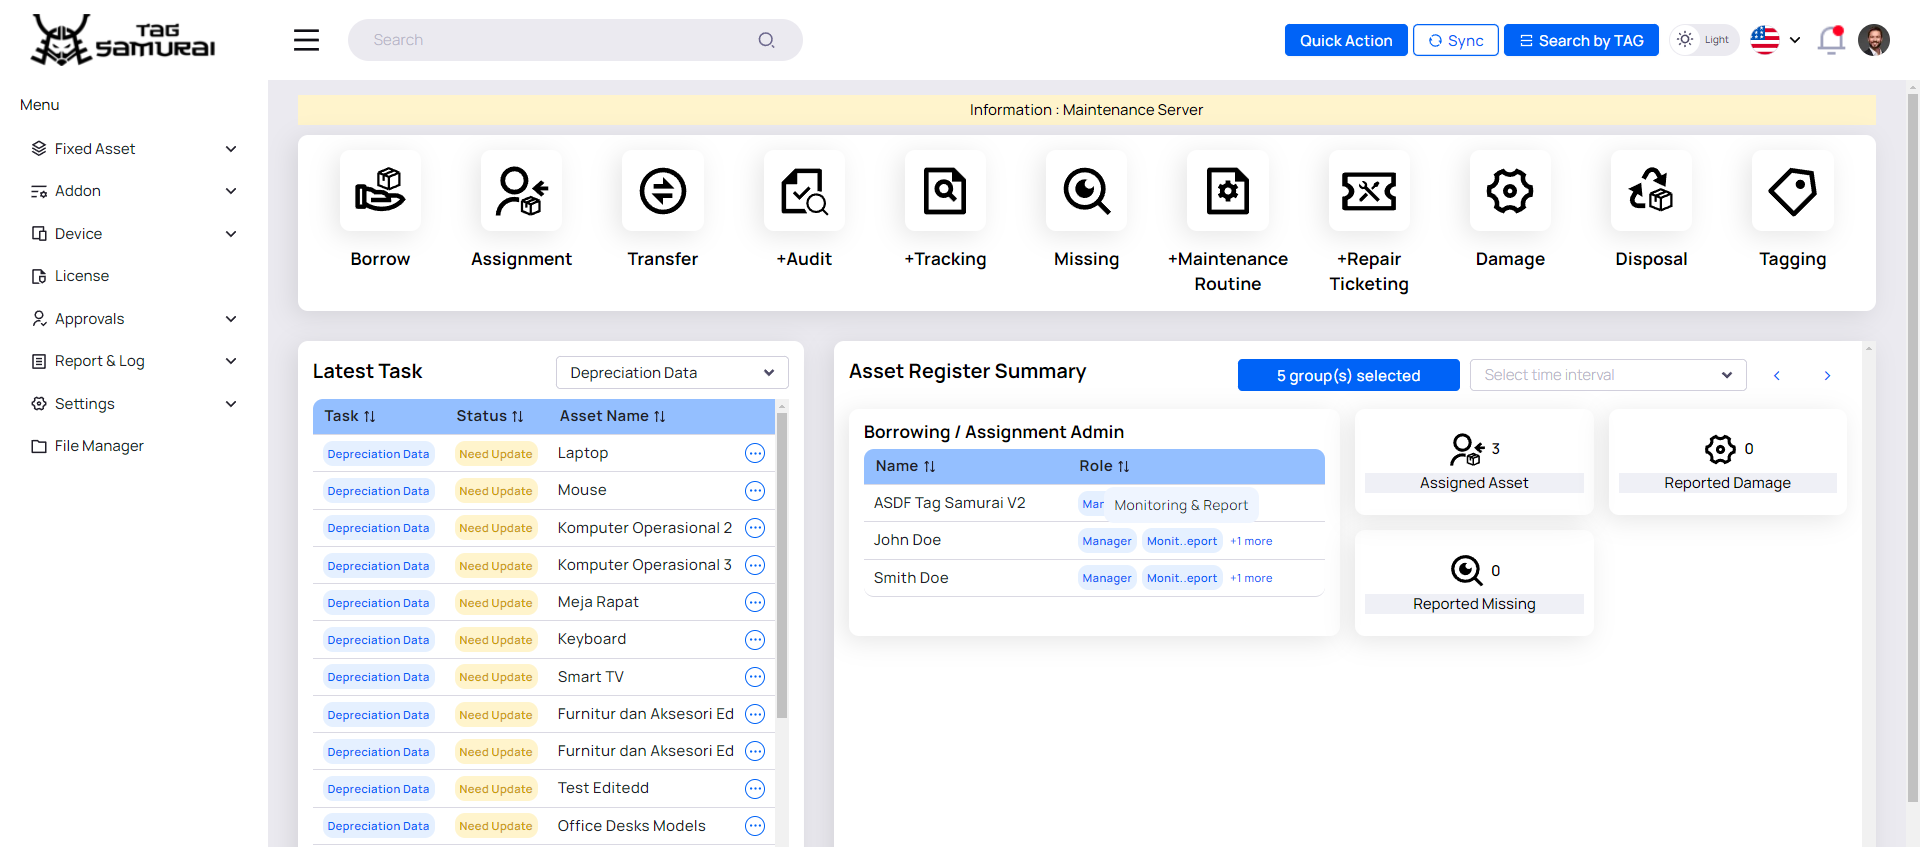 TAG
SAMURAI
Search
Quick Action
Sync
Search by TAG
Light
Menu
Fixed Asset
Addon
Device
License
Approvals
Report & Log
Settings
File Manager
Information : Maintenance Server
Borrow
Assignment
Transfer
+Audit
+Tracking
Missing
+Maintenance
Routine
+Repair
Ticketing
Damage
Disposal
Tagging
Latest Task
Depreciation Data
Task Status Asset Name
Depreciation Data Need Update Laptop
Depreciation Data Need Update Mouse
Depreciation Data Need Update Komputer Operasional 2
Depreciation Data Need Update Komputer Operasional 3
Depreciation Data Need Update Meja Rapat
Depreciation Data Need Update Keyboard
Depreciation Data Need Update Smart TV
Depreciation Data Need Update Furnitur dan Aksesori Ed
Depreciation Data Need Update Furnitur dan Aksesori Ed
Depreciation Data Need Update Test Editedd
Depreciation Data Need Update Office Desks Models
Asset Register Summary
5 group(s) selected
Select time interval
Borrowing / Assignment Admin
Name Role
ASDF Tag Samurai V2 Mar Monitoring & Report
John Doe Manager Monit..eport +1 more
Smith Doe Manager Monit..eport +1 more
3
Assigned Asset
0
Reported Damage
0
Reported Missing